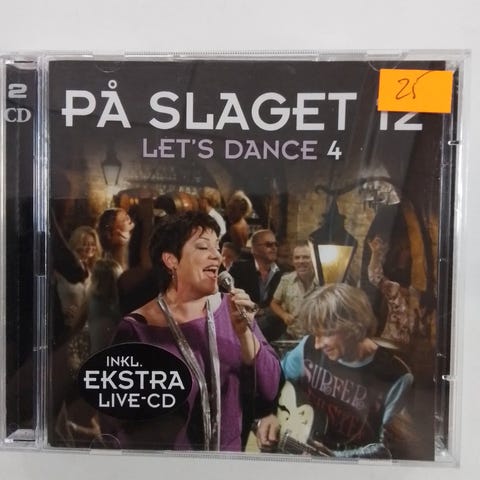 2
CD
PÅ SLAGET 12
25
LET'S DANCE 4
INKL.
EKSTRA
LIVE-CD
SURFER